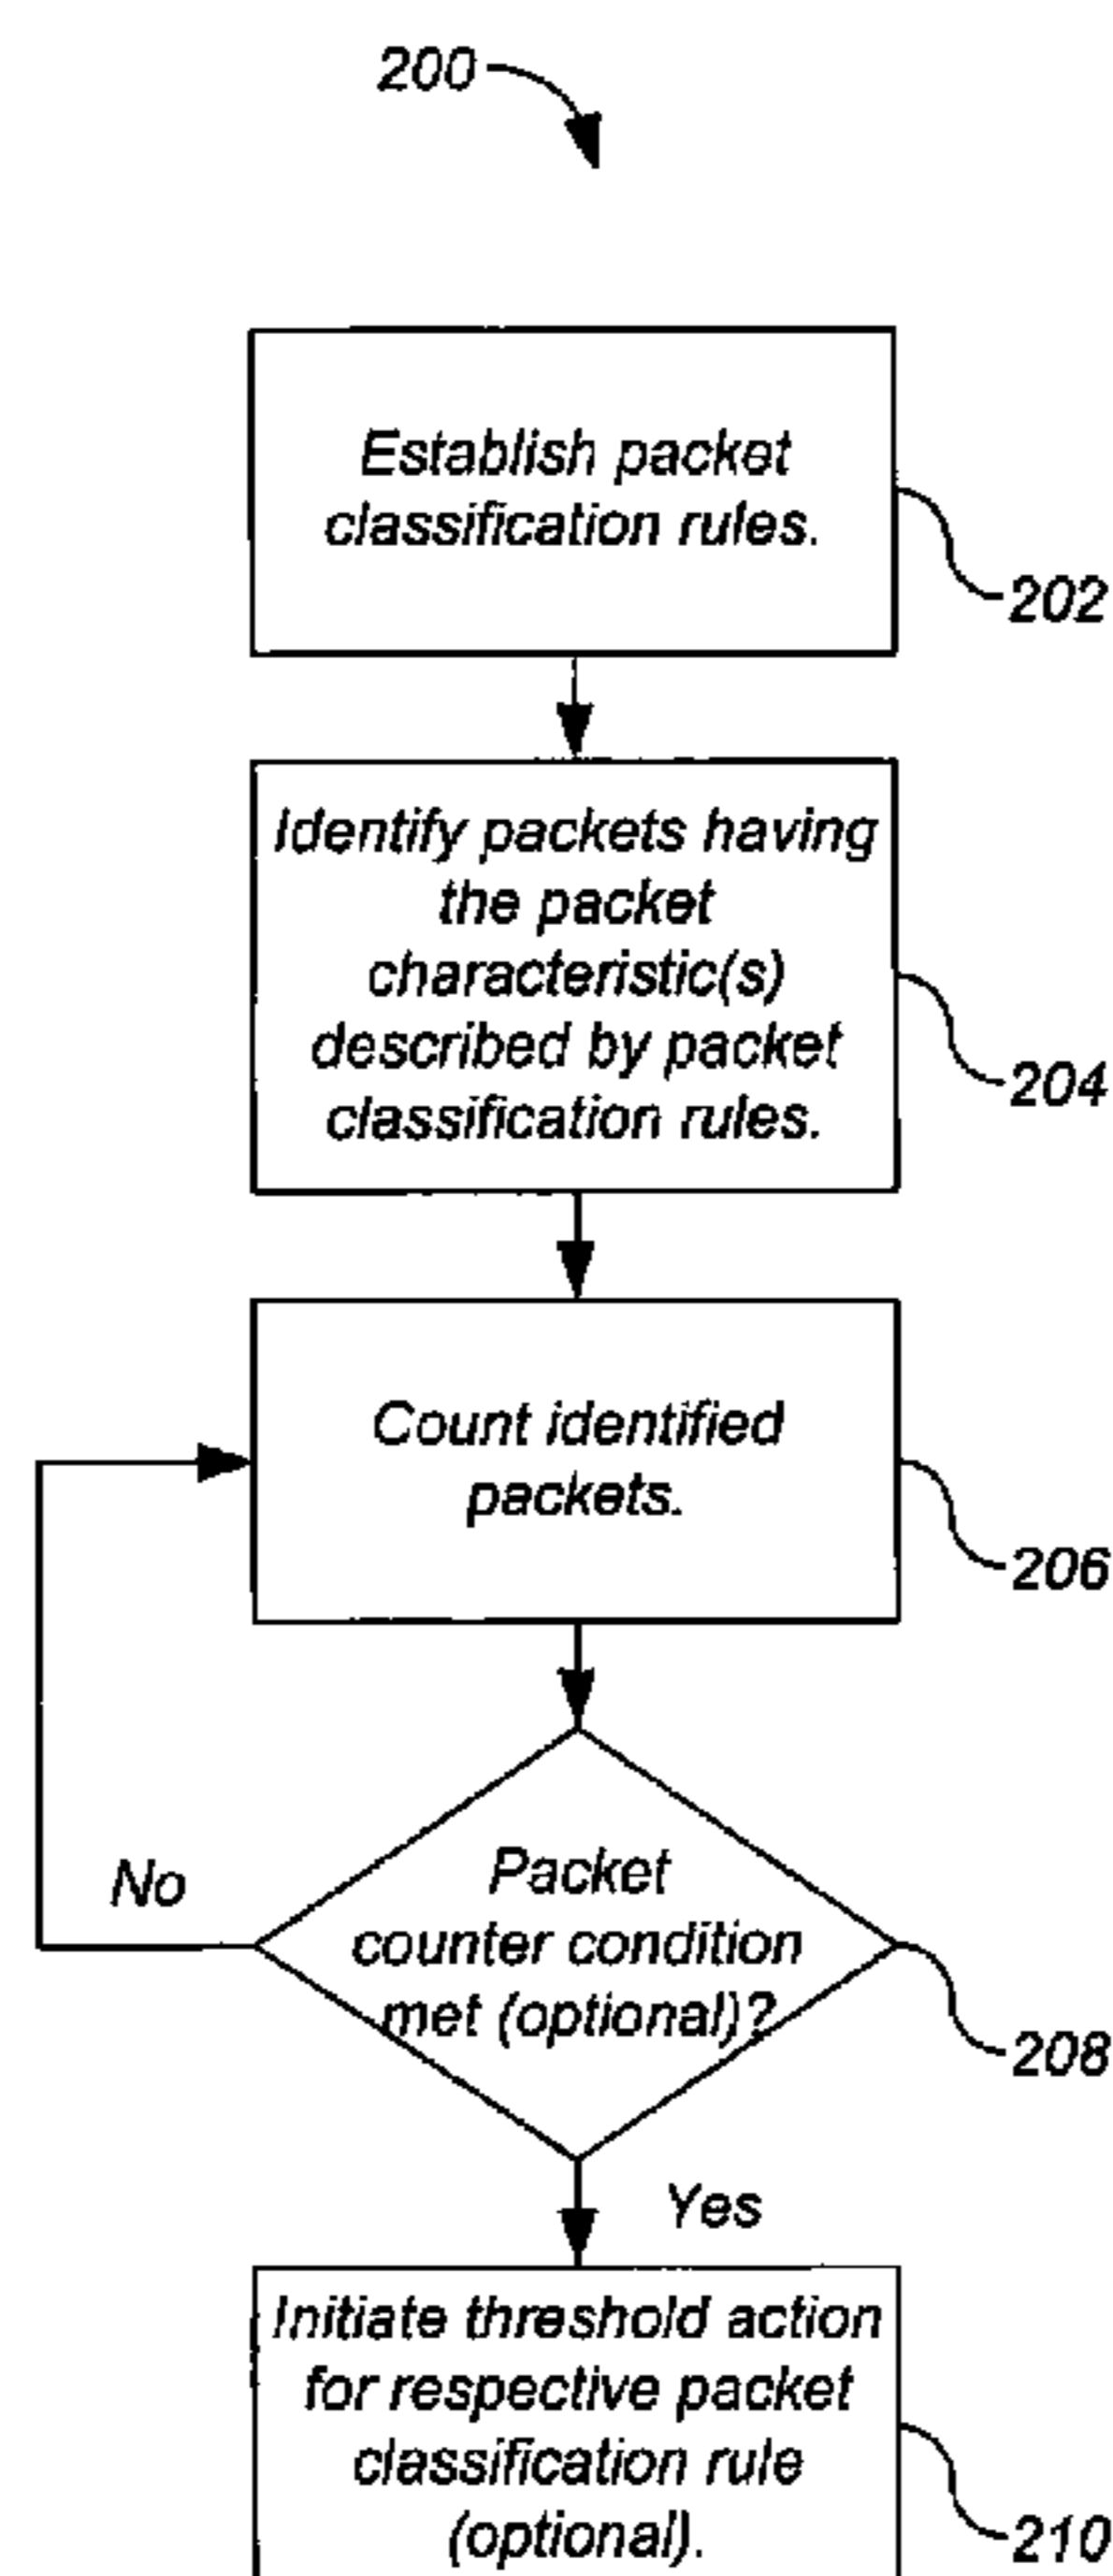 200
Establish packet
classification rules.
202
Identify packets having
the packet
characteristic(s)
described by packet
classification rules.
204
Count identified
packets.
206
No
Packet
counter condition
met (optional)?
208
Yes
Initiate threshold action
for respective packet
classification rule
(optional).
210